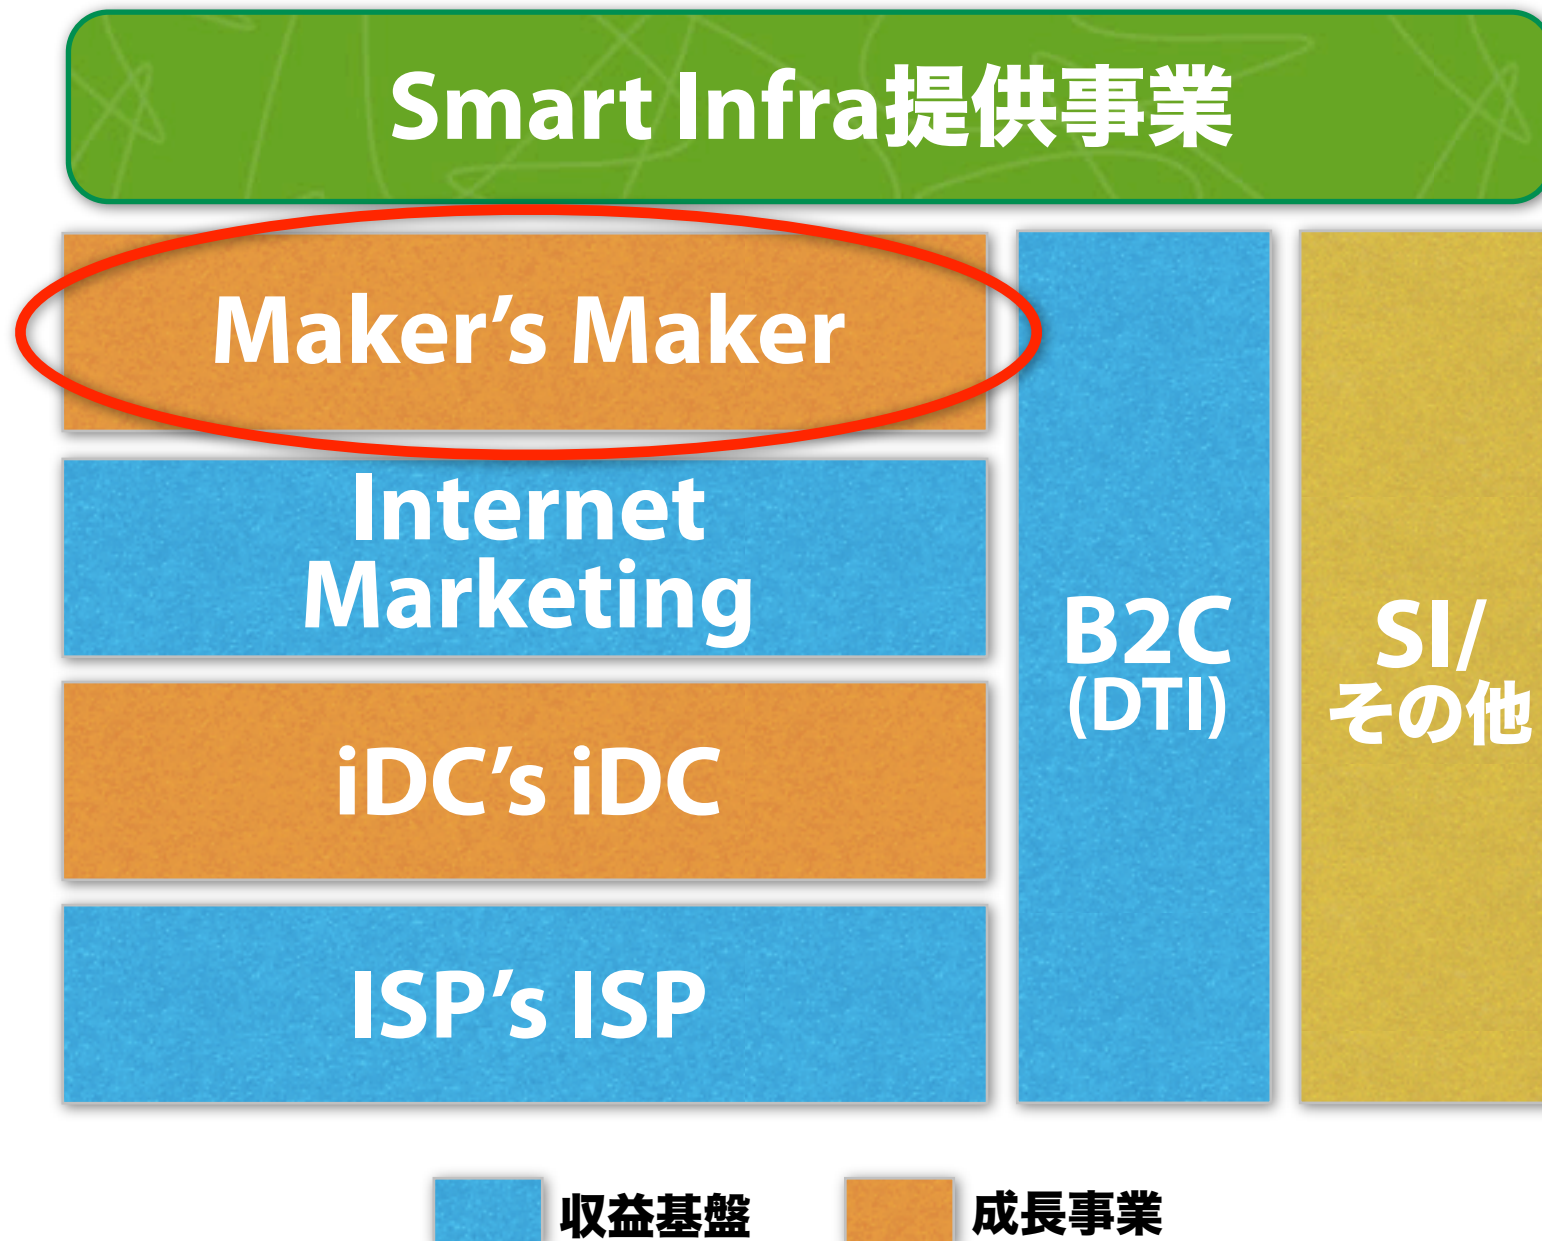 Smart Infra提供事業
Maker’s Maker
Internet
Marketing
iDC’s iDC
ISP’s ISP
B2C
(DTI)
SI/
その他
収益基盤
成長事業